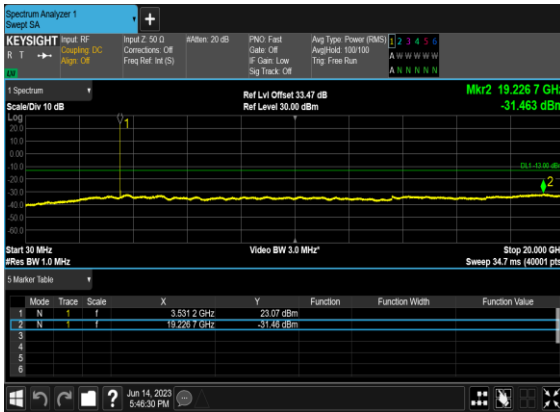 Spectrum Analyzer 1
Swept SA
KEYSIGHT
R T
LW
Input: RF
Coupling: DC
Align: Off
Input Z: 50 Ω
Corrections: Off
Freq Ref: Int (S)
#Atten: 20 dB
PNO: Fast
Gate: Off
IF Gain: Low
Sig Track: Off
Avg Type: Power (RMS)
Avg|Hold: 100/100
Trig: Free Run
1 2 3 4 5 6
A W W W W W
A N N N N N
1 Spectrum
Scale/Div 10 dB
Ref Lvl Offset 33.47 dB
Ref Level 30.00 dBm
Mkr2 19.226 7 GHz
-31.463 dBm
Log
20.0
10.0
0.00
-10.0
-20.0
-30.0
-40.0
-50.0
-60.0
1
DL1 -13.00 dBm
2
Start 30 MHz
#Res BW 1.0 MHz
Video BW 3.0 MHz*
Stop 20.000 GH
Sweep 34.7 ms (40001 pts
5 Marker Table
Mode Trace Scale X Y Function Function Width Function Value
1 N 1 f 3.531 2 GHz 23.07 dBm
2 N 1 f 19.226 7 GHz -31.46 dBm
3
4
5
6
?
Jun 14, 2023
5:46:30 PM